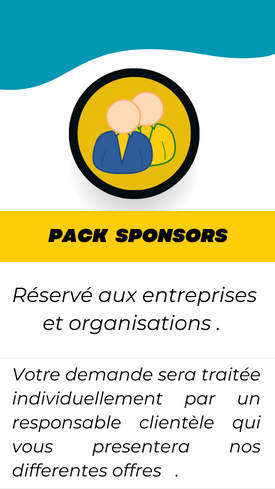 PACK SPONSORS
Réservé aux entreprises
et organisations .
Votre demande sera traitée
individuellement par un
responsable clientèle qui
vous presentera nos
differentes offres .